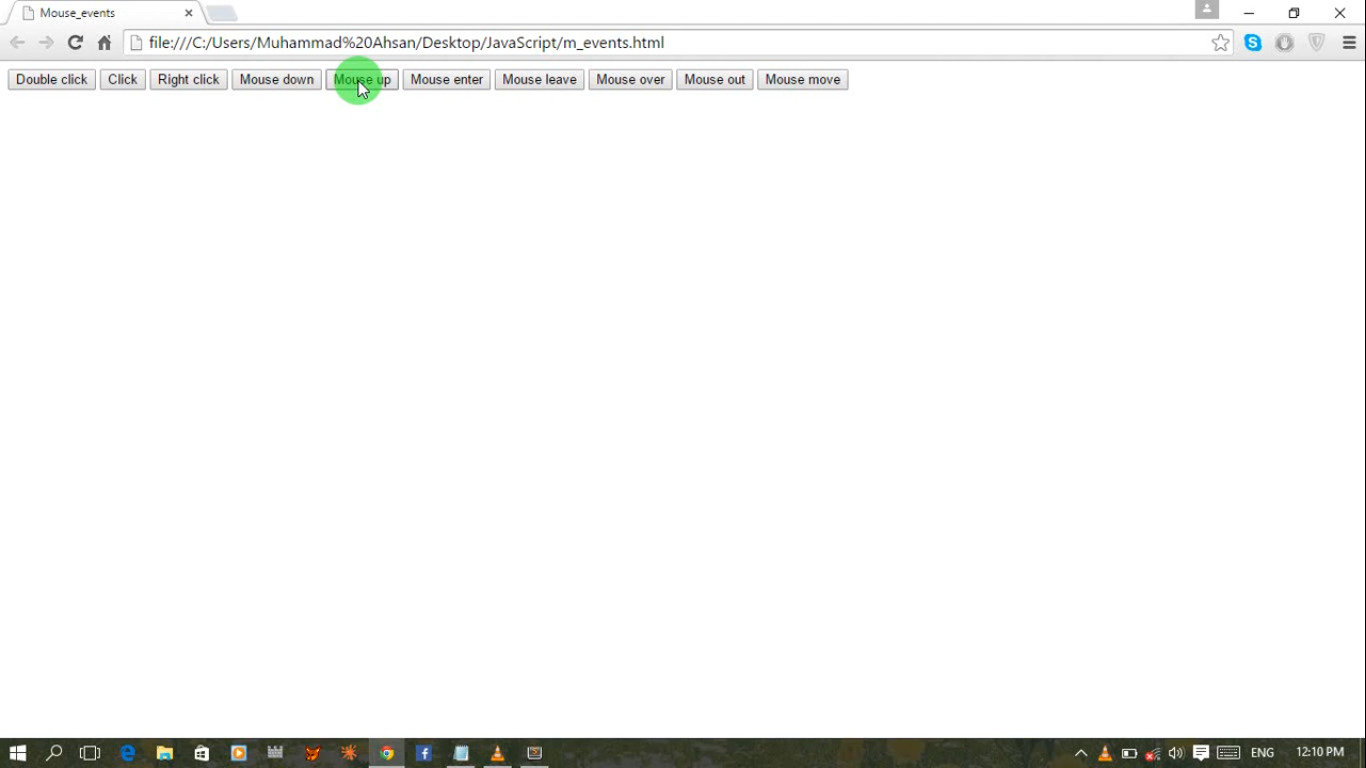 Mouse_events
file:///C:/Users/Muhammad%20Ahsan/Desktop/JavaScript/m_events.html
Double click Click Right click Mouse down Mouse up Mouse enter Mouse leave Mouse over Mouse out Mouse move
ENG 12:10 PM